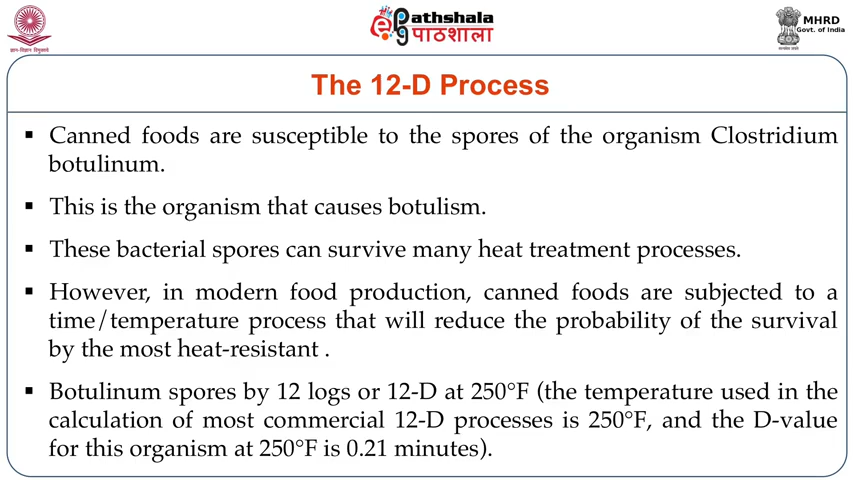 ePathshala
पाठशाला
MHRD
Govt. of India
The 12-D Process
▪ Canned foods are susceptible to the spores of the organism Clostridium
botulinum.
▪ This is the organism that causes botulism.
▪ These bacterial spores can survive many heat treatment processes.
▪ However, in modern food production, canned foods are subjected to a
time/temperature process that will reduce the probability of the survival
by the most heat-resistant .
▪ Botulinum spores by 12 logs or 12-D at 250°F (the temperature used in the
calculation of most commercial 12-D processes is 250°F, and the D-value
for this organism at 250°F is 0.21 minutes).